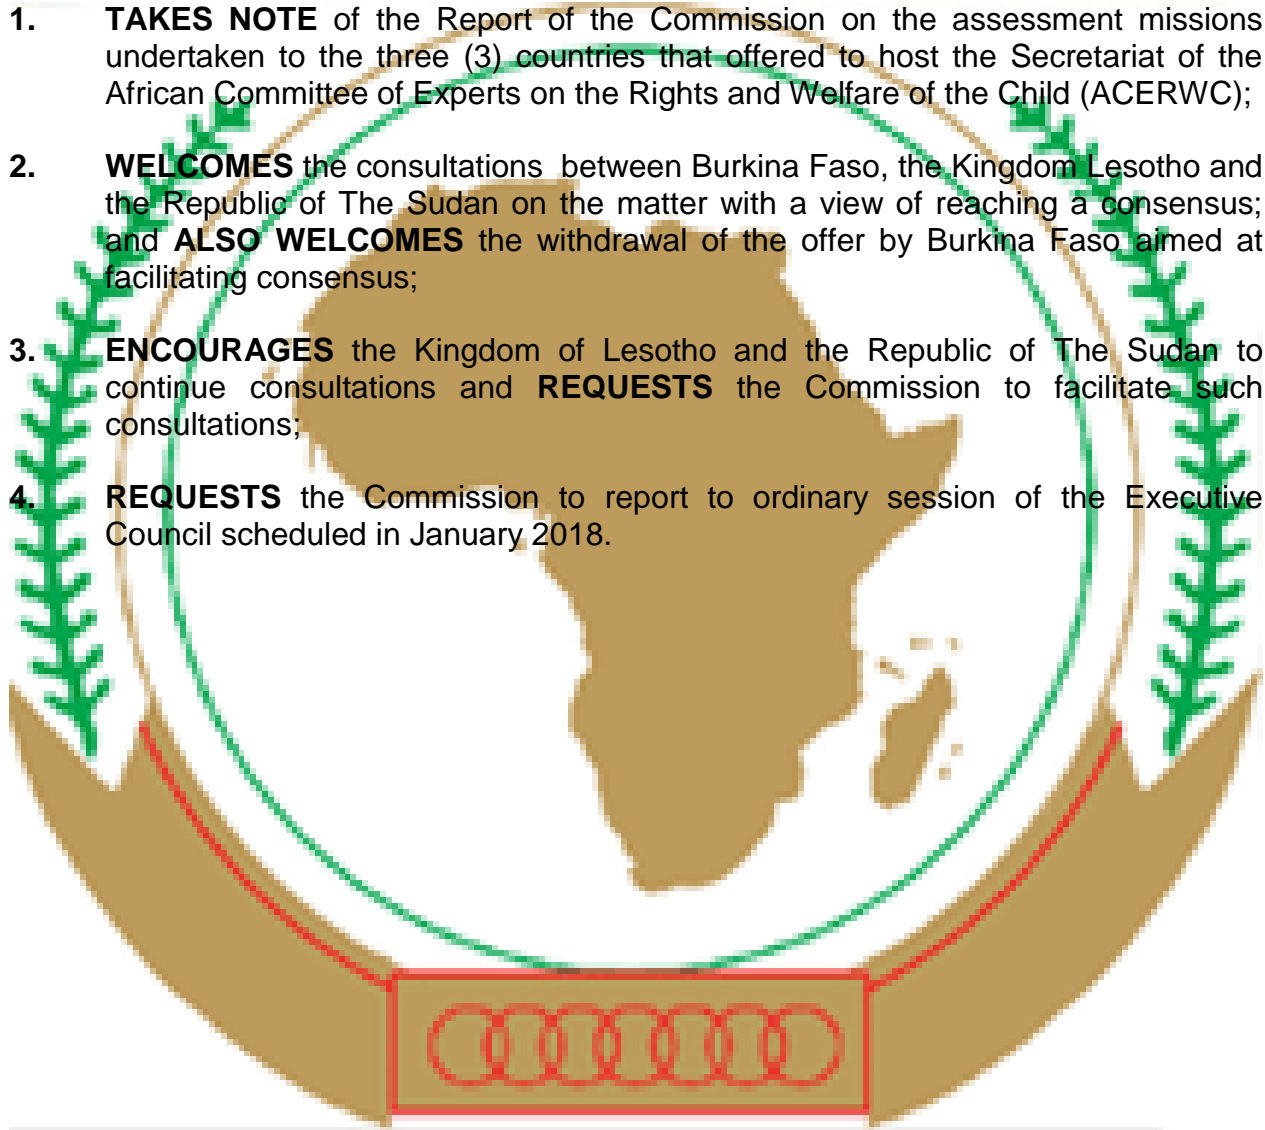 1. TAKES NOTE of the Report of the Commission on the assessment missions
undertaken to the three (3) countries that offered to host the Secretariat of the
African Committee of Experts on the Rights and Welfare of the Child (ACERWC);
2. WELCOMES the consultations between Burkina Faso, the Kingdom Lesotho and
the Republic of The Sudan on the matter with a view of reaching a consensus;
and ALSO WELCOMES the withdrawal of the offer by Burkina Faso aimed at
facilitating consensus;
3. ENCOURAGES the Kingdom of Lesotho and the Republic of The Sudan to
continue consultations and REQUESTS the Commission to facilitate such
consultations;
4. REQUESTS the Commission to report to ordinary session of the Executive
Council scheduled in January 2018.